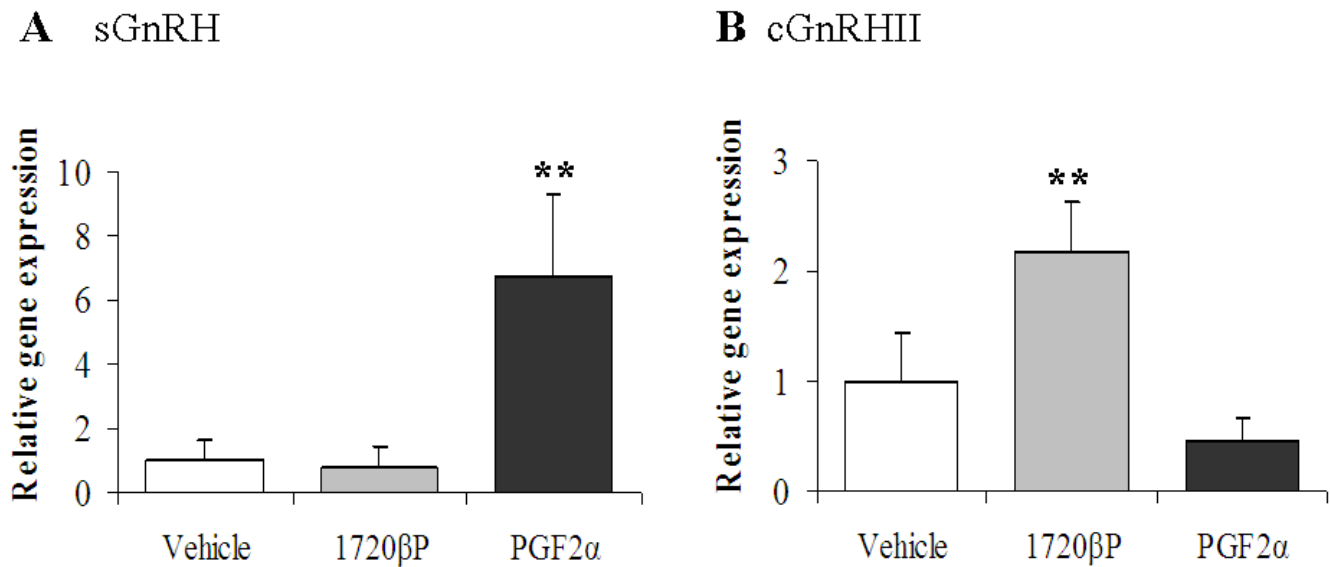 A sGnRH
Relative gene expression
10
8
6
4
2
0
**
Vehicle 1720βP PGF2α
B cGnRHII
Relative gene expression
3
2
1
0
**
Vehicle 1720βP PGF2α